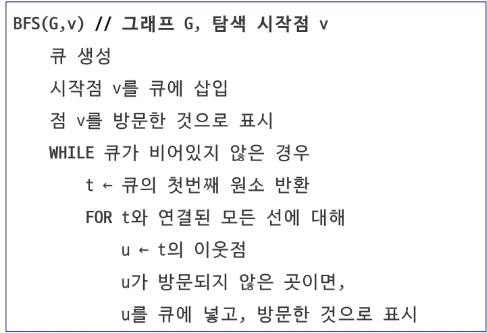 BFS(G,v) // 그래프 G, 탐색 시작점 v
큐 생성
시작점 v를 큐에 삽입
점 v를 방문한 것으로 표시
WHILE 큐가 비어있지 않은 경우
t ← 큐의 첫번째 원소 반환
FOR t와 연결된 모든 선에 대해
u ← t의 이웃점
u가 방문되지 않은 곳이면,
u를 큐에 넣고, 방문한 것으로 표시